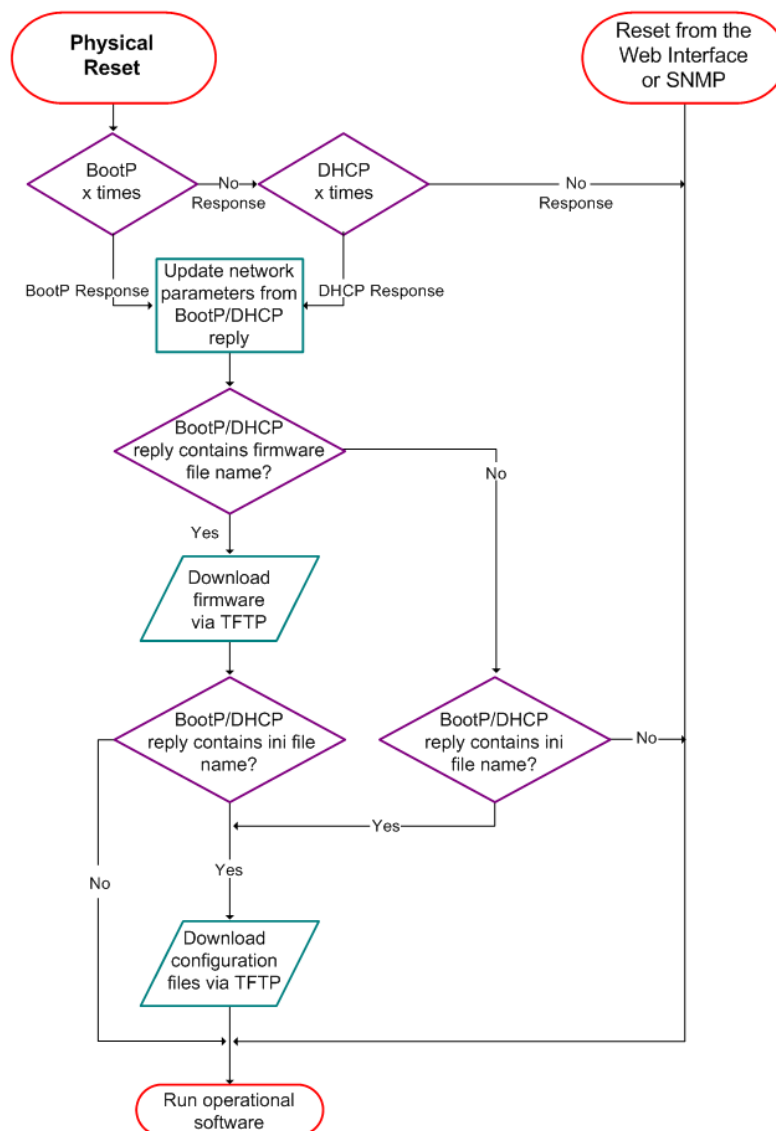 Physical
Reset
Reset from the
Web Interface
or SNMP
BootP
x times
No
Response
DHCP
x times
No
Response
BootP Response
Update network
parameters from
BootP/DHCP
reply
DHCP Response
BootP/DHCP
reply contains firmware
file name?
No
Yes
Download
firmware
via TFTP
BootP/DHCP
reply contains ini file
name?
BootP/DHCP
reply contains ini
file name?
No
Yes
Yes
No
Download
configuration
files via TFTP
Run operational
software